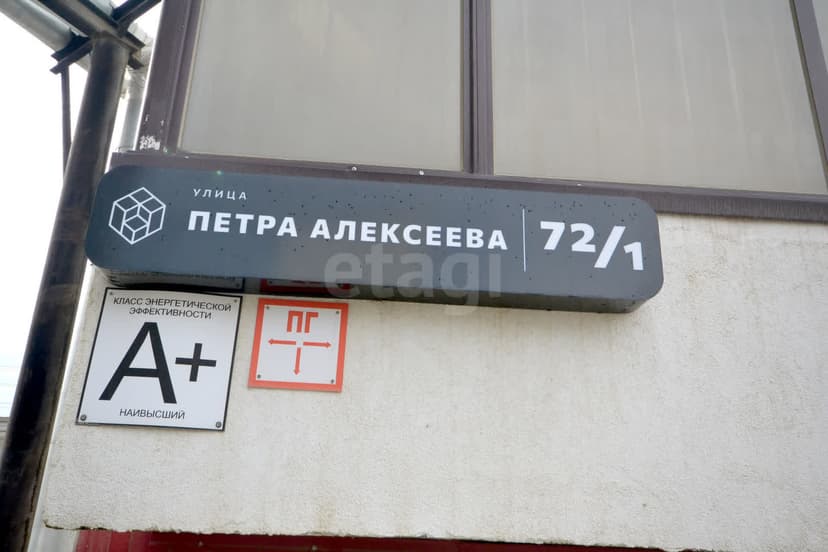 УЛИЦА
ПЕТРА АЛЕКСЕЕВА 72/1
etagi
КЛАСС ЭНЕРГЕТИЧЕСКОЙ
ЭФФЕКТИВНОСТИ
A+
НАИВЫСШИЙ
ПГ